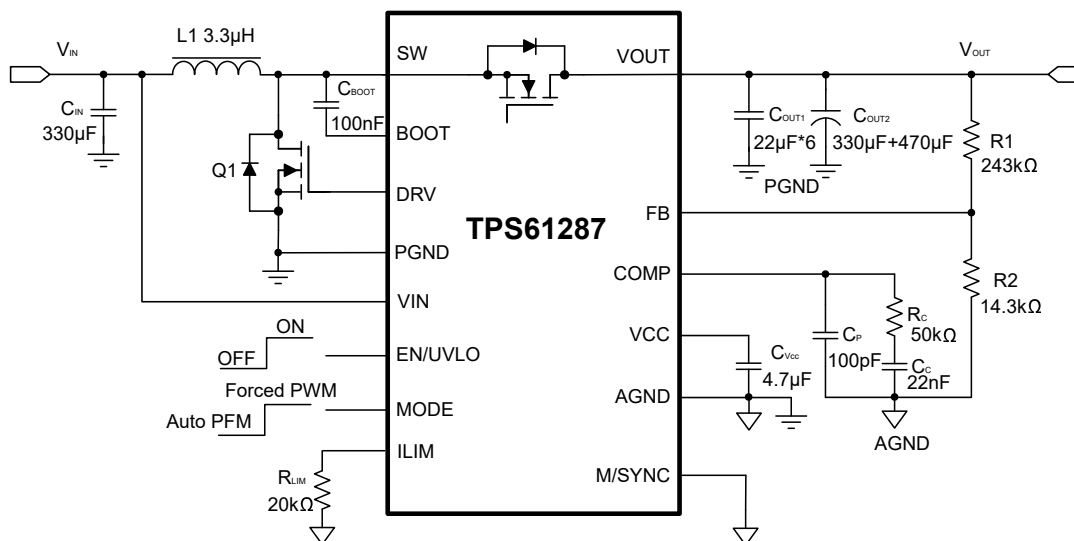 L1 3.3µH
VIN
CIN
330µF
CBOOT
100nF
Q1
SW
BOOT
DRV
PGND
VIN
EN/UVLO
MODE
ILIM
ON
OFF
Forced PWM
Auto PFM
RLIM
20kΩ
TPS61287
VOUT
FB
COMP
VCC
AGND
M/SYNC
VOUT
COUT1
22µF*6
PGND
COUT2
330µF+470µF
R1
243kΩ
R2
14.3kΩ
RC
50kΩ
CP
100pF
CC
22nF
CVcc
4.7µF
AGND